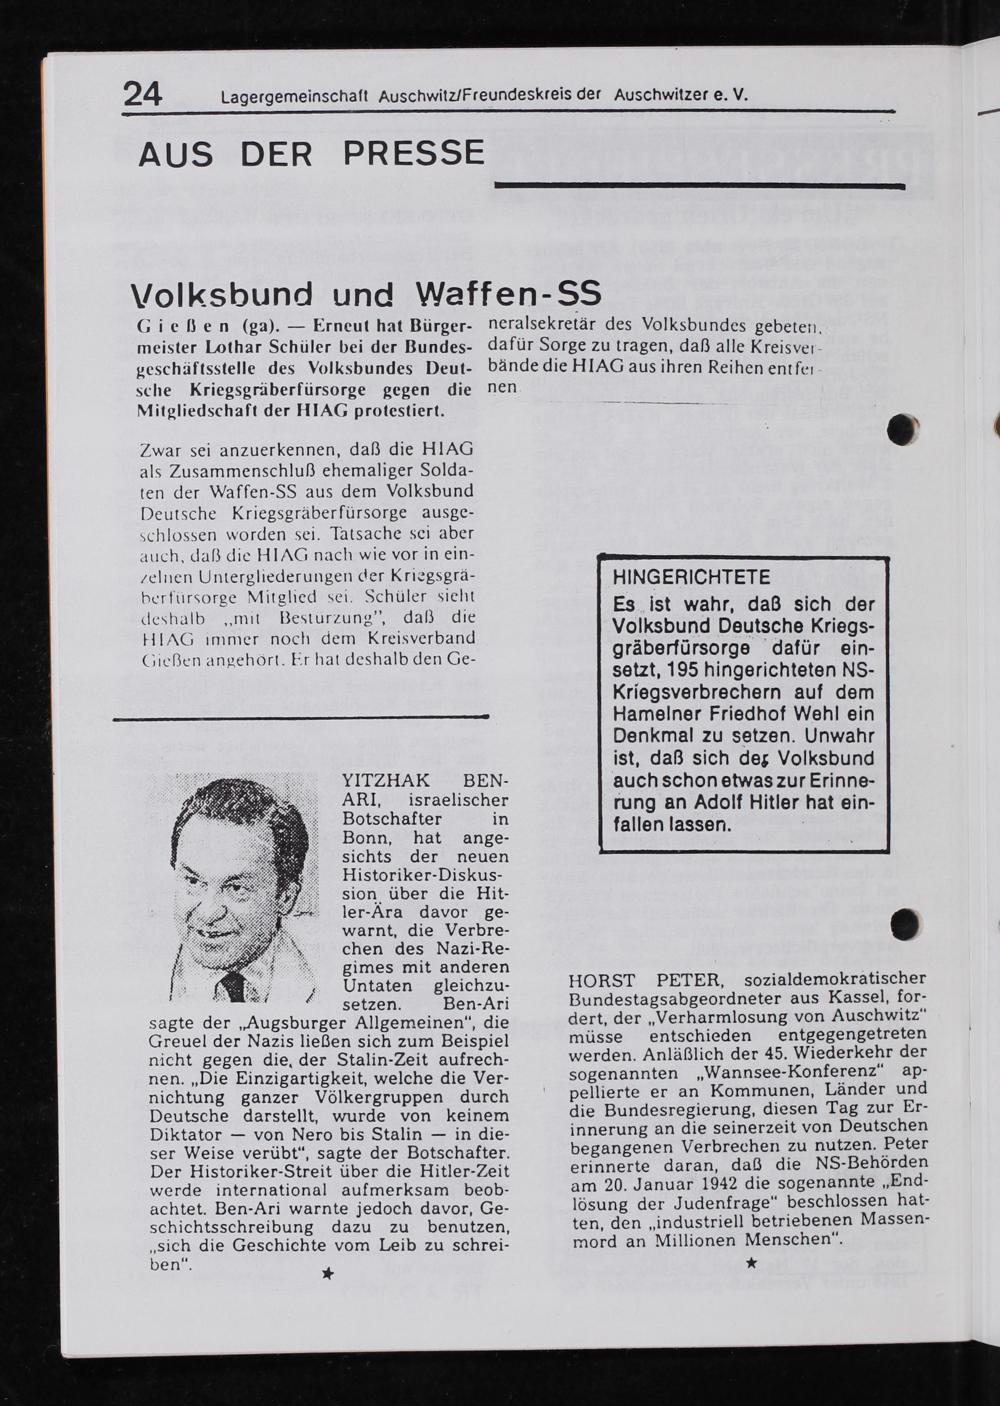 24
Lagergemeinschaft Auschwitz/Freundeskreis der Auschwitzer e. V.
AUS DER PRESSE
Volksbund und Waffen-SS
Gießen (ga). — Erneut hat Bürger-
meister Lothar Schüler bei der Bundes-
geschäftsstelle des Volksbundes Deut-
sche Kriegsgräberfürsorge gegen die
Mitgliedschaft der HIAG protestiert.
Zwar sei anzuerkennen, daß die HIAG
als Zusammenschluß ehemaliger Solda-
ten der Waffen-SS aus dem Volksbund
Deutsche Kriegsgräberfürsorge ausge-
schlossen worden sei. Tatsache sei aber
auch, daß die HIAG nach wie vor in ein-
zelnen Untergliederungen der Kriegsgrä-
berfürsorge Mitglied sei. Schüler sieht
deshalb „mit Bestürzung”, daß die
HIAG immer noch dem Kreisverband
Gießen angehört. Er hat deshalb den Ge-
neralsekretär des Volksbundes gebeten,
dafür Sorge zu tragen, daß alle Kreisver-
bände die HIAG aus ihren Reihen entfer-
nen
HINGERICHTETE
Es ist wahr, daß sich der
Volksbund Deutsche Kriegs-
gräberfürsorge dafür ein-
setzt, 195 hingerichteten NS-
Kriegsverbrechern auf dem
Hamelner Friedhof Wehl ein
Denkmal zu setzen. Unwahr
ist, daß sich der Volksbund
auch schon etwas zur Erinne-
rung an Adolf Hitler hat ein-
fallen lassen.
YITZHAK BEN-
ARI, israelischer
Botschafter in
Bonn, hat ange-
sichts der neuen
Historiker-Diskus-
sion über die Hit-
ler-Ära davor ge-
warnt, die Verbre-
chen des Nazi-Re-
gimes mit anderen
Untaten gleichzu-
setzen. Ben-Ari
sagte der „Augsburger Allgemeinen“, die
Greuel der Nazis ließen sich zum Beispiel
nicht gegen die, der Stalin-Zeit aufrech-
nen. „Die Einzigartigkeit, welche die Ver-
nichtung ganzer Völkergruppen durch
Deutsche darstellt, wurde von keinem
Diktator — von Nero bis Stalin — in die-
ser Weise verübt“, sagte der Botschafter.
Der Historiker-Streit über die Hitler-Zeit
werde international aufmerksam beob-
achtet. Ben-Ari warnte jedoch davor, Ge-
schichtsschreibung dazu zu benutzen,
„sich die Geschichte vom Leib zu schrei-
ben“.
HORST PETER, sozialdemokratischer
Bundestagsabgeordneter aus Kassel, for-
dert, der „Verharmlosung von Auschwitz“
müsse entschieden entgegengetreten
werden. Anläßlich der 45. Wiederkehr der
sogenannten „Wannsee-Konferenz“ ap-
pellierte er an Kommunen, Länder und
die Bundesregierung, diesen Tag zur Er-
innerung an die seinerzeit von Deutschen
begangenen Verbrechen zu nutzen. Peter
erinnerte daran, daß die NS-Behörden
am 20. Januar 1942 die sogenannte „End-
lösung der Judenfrage“ beschlossen hat-
ten, den „industriell betriebenen Massen-
mord an Millionen Menschen“.